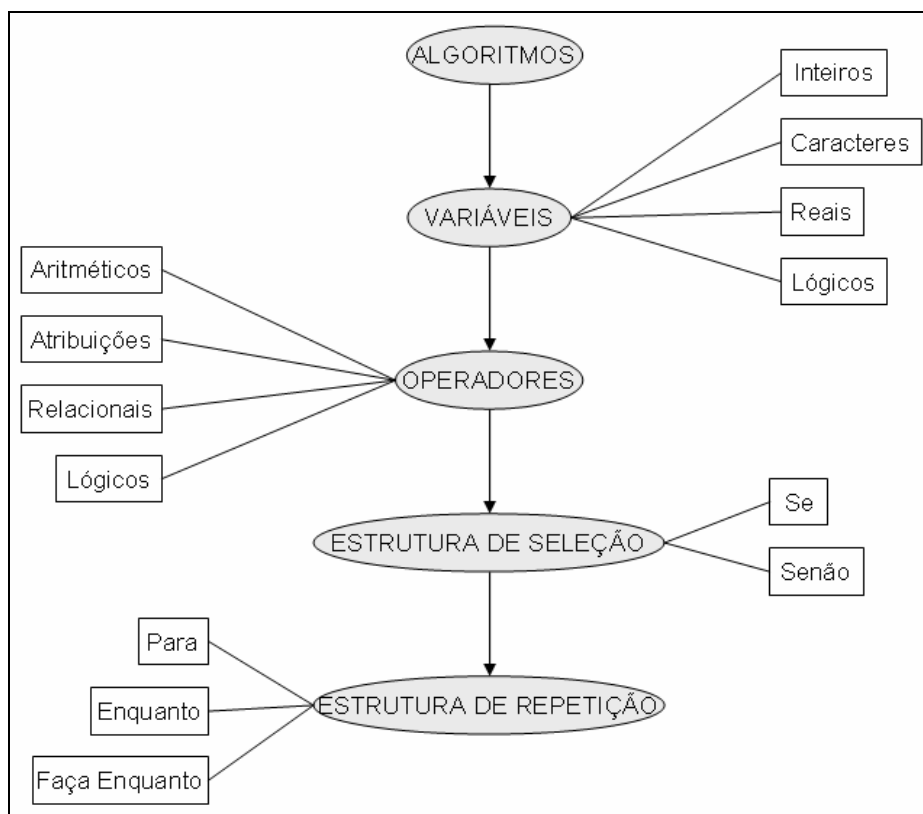 ALGORITMOS
Inteiros
Caracteres
VARIÁVEIS
Reais
Lógicos
Aritméticos
Atribuições
OPERADORES
Relacionais
Lógicos
Se
ESTRUTURA DE SELEÇÃO
Senão
Para
ESTRUTURA DE REPETIÇÃO
Enquanto
Faça Enquanto